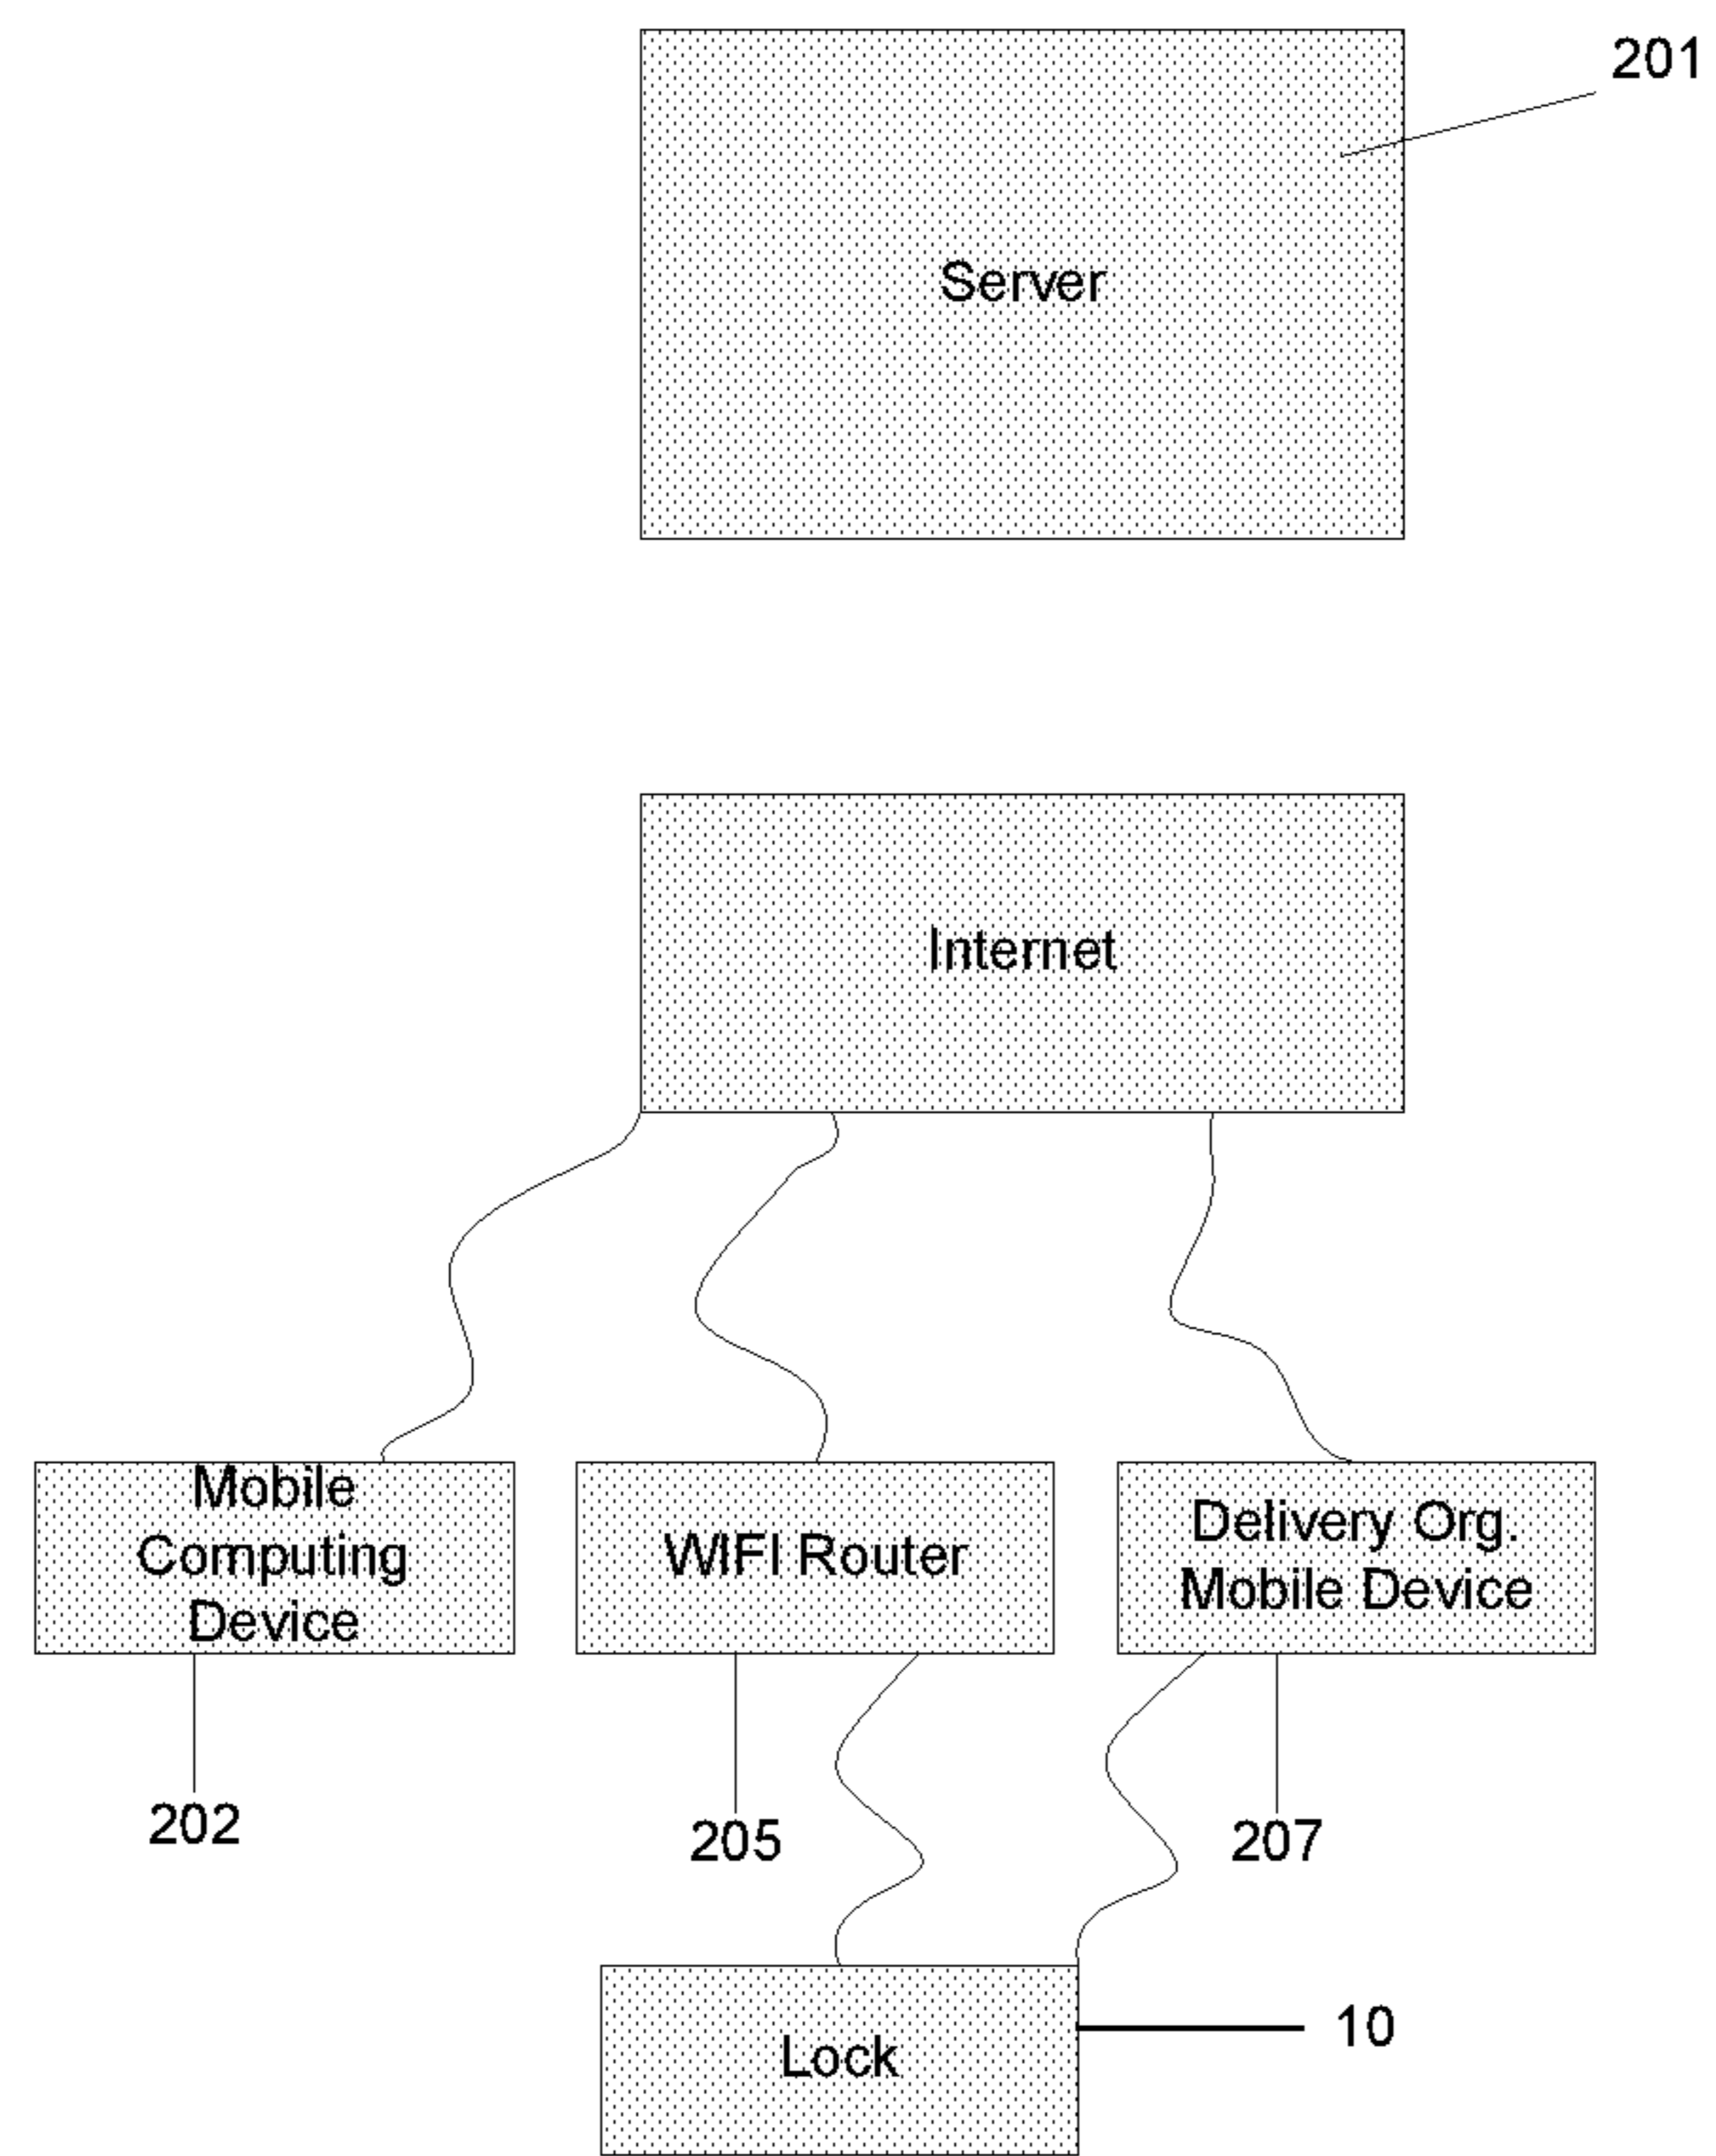 201
Server
Internet
Mobile
Computing
Device
WIFI Router
Delivery Org.
Mobile Device
202
205
207
Lock
10